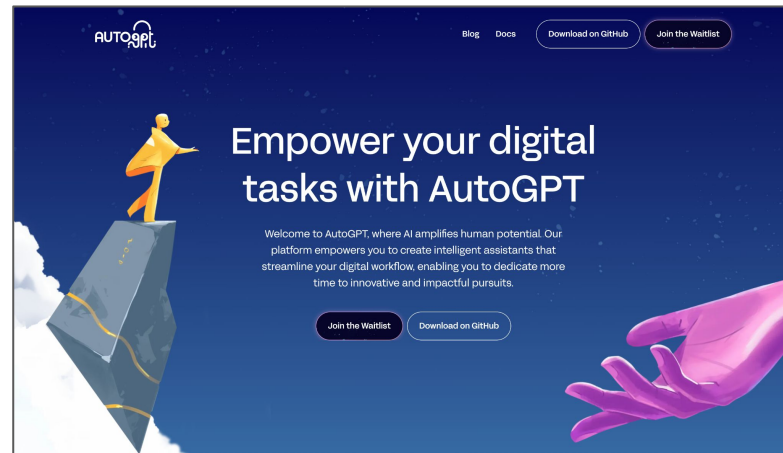 AUTOgpt
Blog
Docs
Download on GitHub
Join the Waitlist
Empower your digital
tasks with AutoGPT
Welcome to AutoGPT, where AI amplifies human potential. Our
platform empowers you to create intelligent assistants that
streamline your digital workflow, enabling you to dedicate more
time to innovative and impactful pursuits.
Join the Waitlist
Download on GitHub